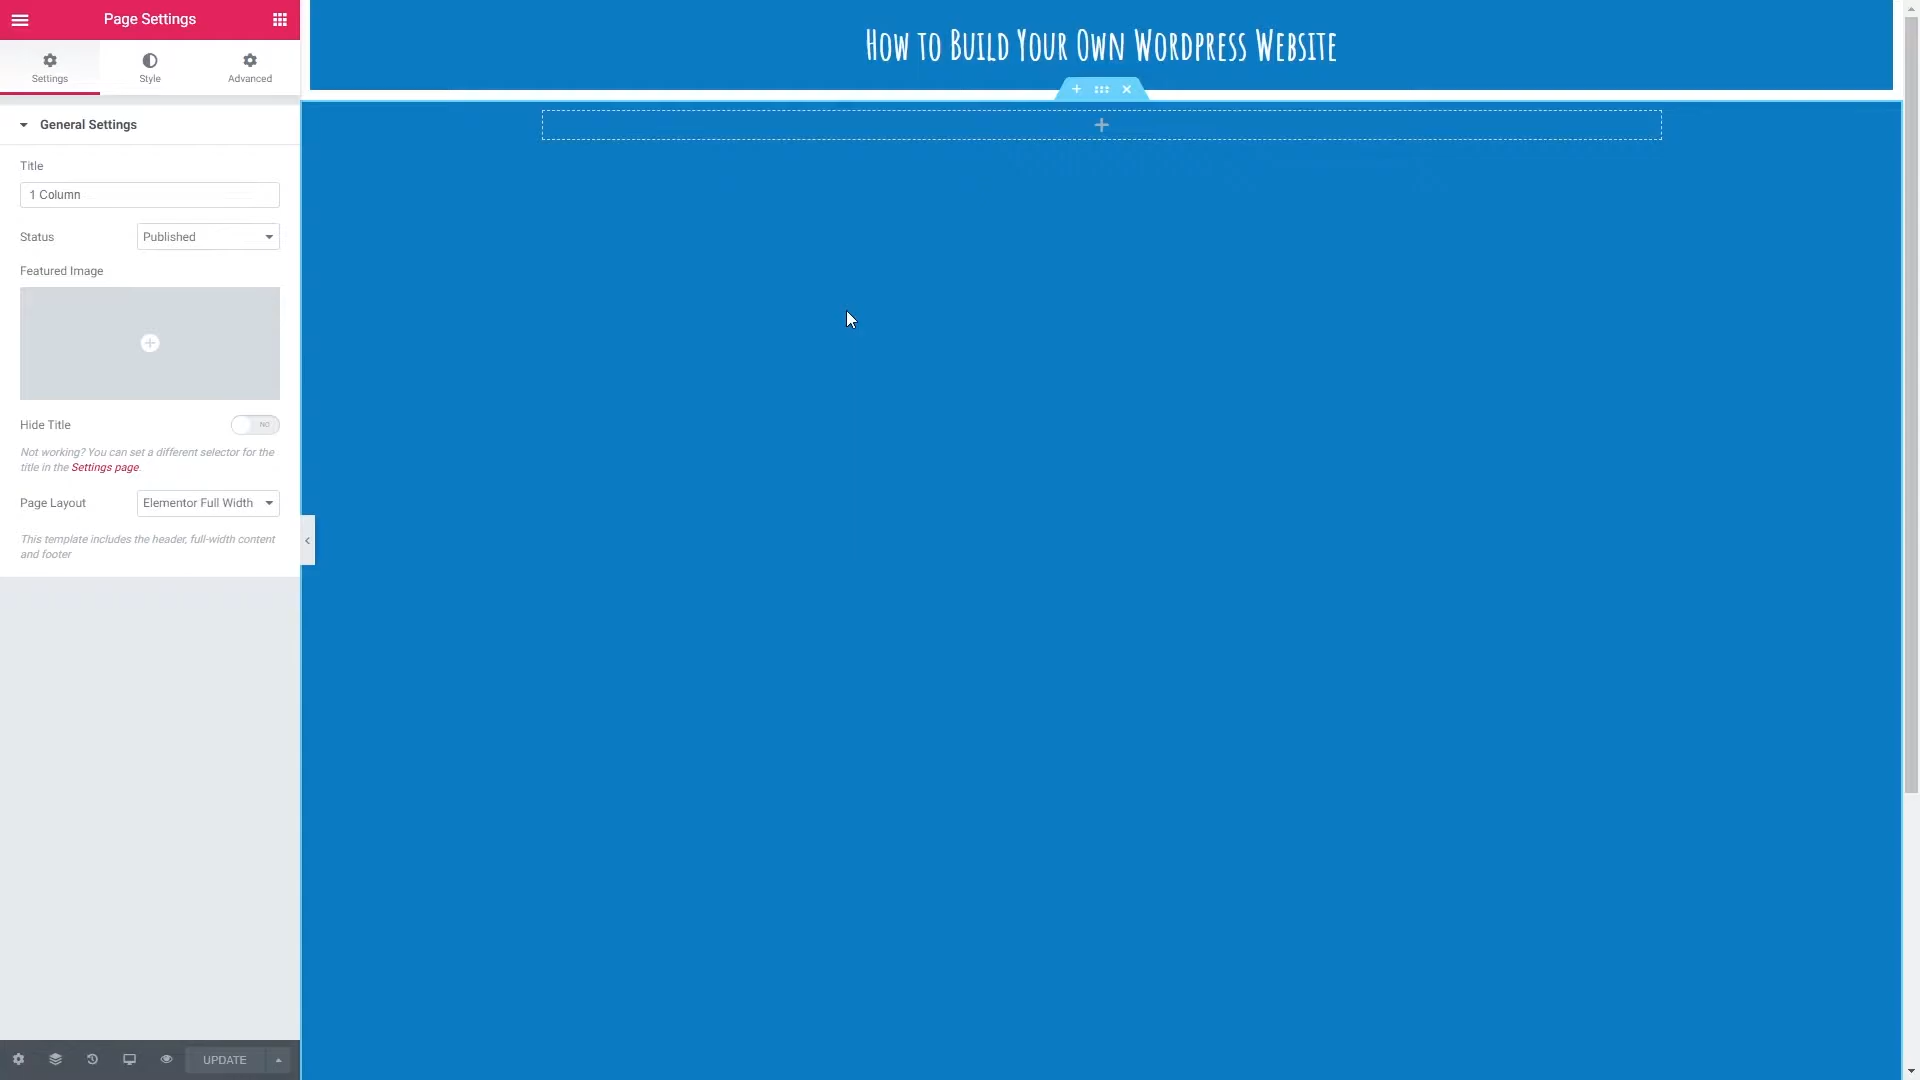 Page Settings
Settings
Style
Advanced
General Settings
Title
1 Column
Status
Published
Featured Image
Hide Title
NO
Not working? You can set a different selector for the
title in the Settings page.
Page Layout
Elementor Full Width
This template includes the header, full-width content
and footer
UPDATE
How to Build Your Own Wordpress Website